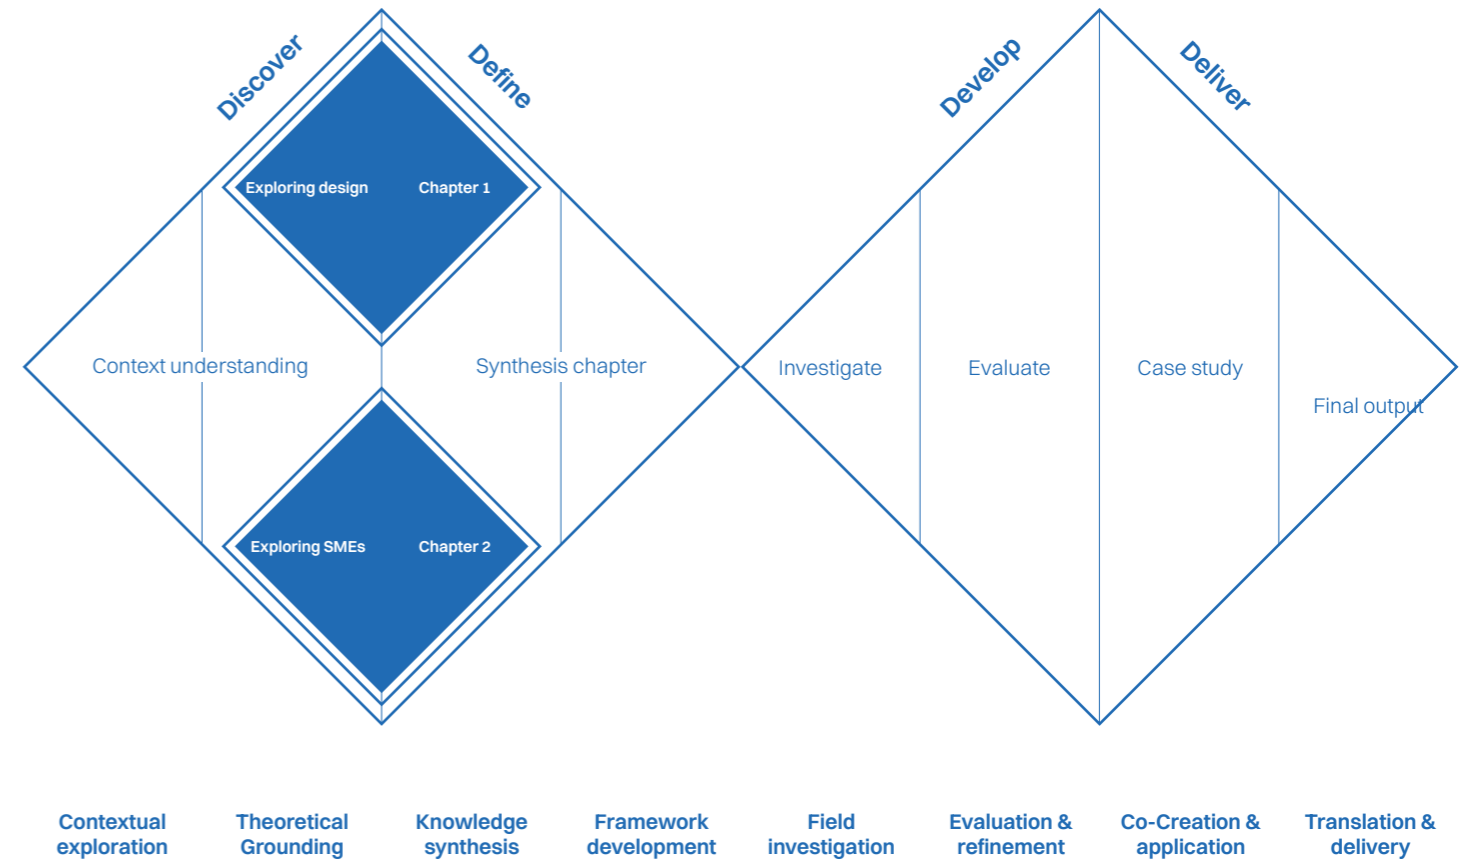 Discover
Define
Develop
Deliver
Exploring design
Chapter 1
Context understanding
Synthesis chapter
Investigate
Evaluate
Case study
Final output
Exploring SMEs
Chapter 2
Contextual
exploration
Theoretical
Grounding
Knowledge
synthesis
Framework
development
Field
investigation
Evaluation &
refinement
Co-Creation &
application
Translation &
delivery